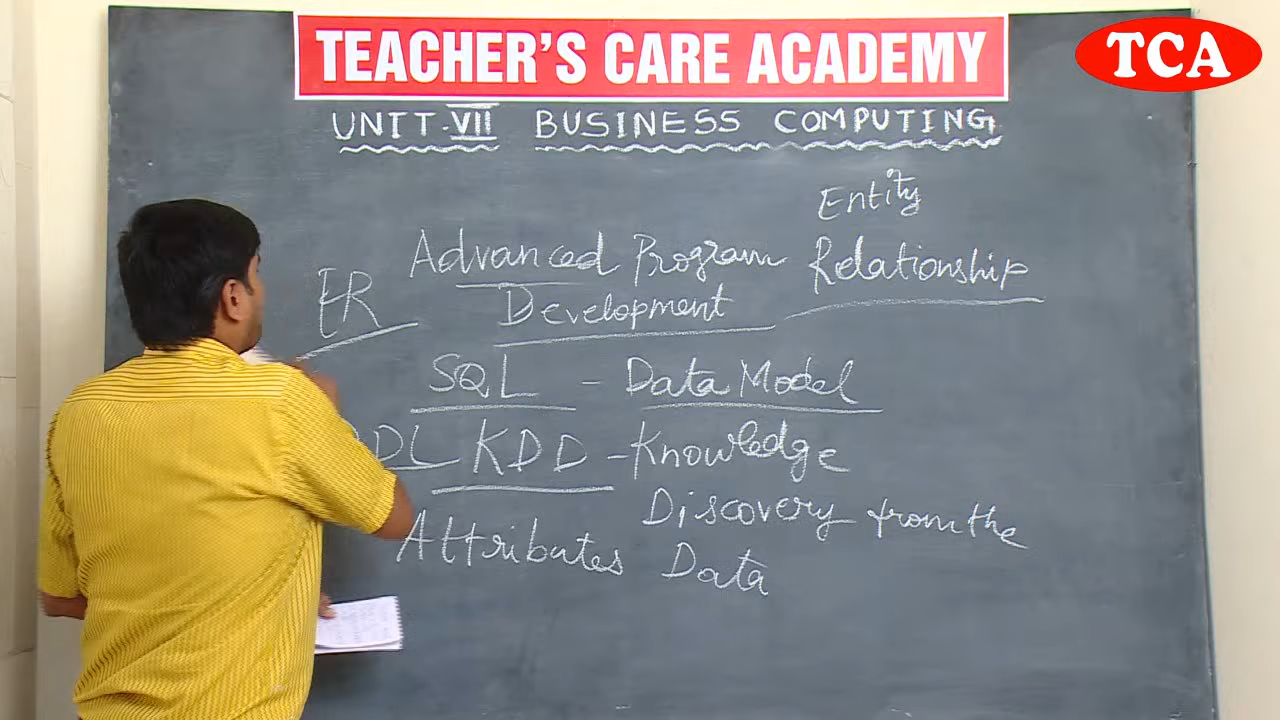 TEACHER'S CARE ACADEMY
TCA
UNIT.VII BUSINESS COMPUTING
Entity
Advanced Program Relationship
ER
Development
SQL - Data Model
DL KDD - Knowledge
Discovery from the
Attributes Data